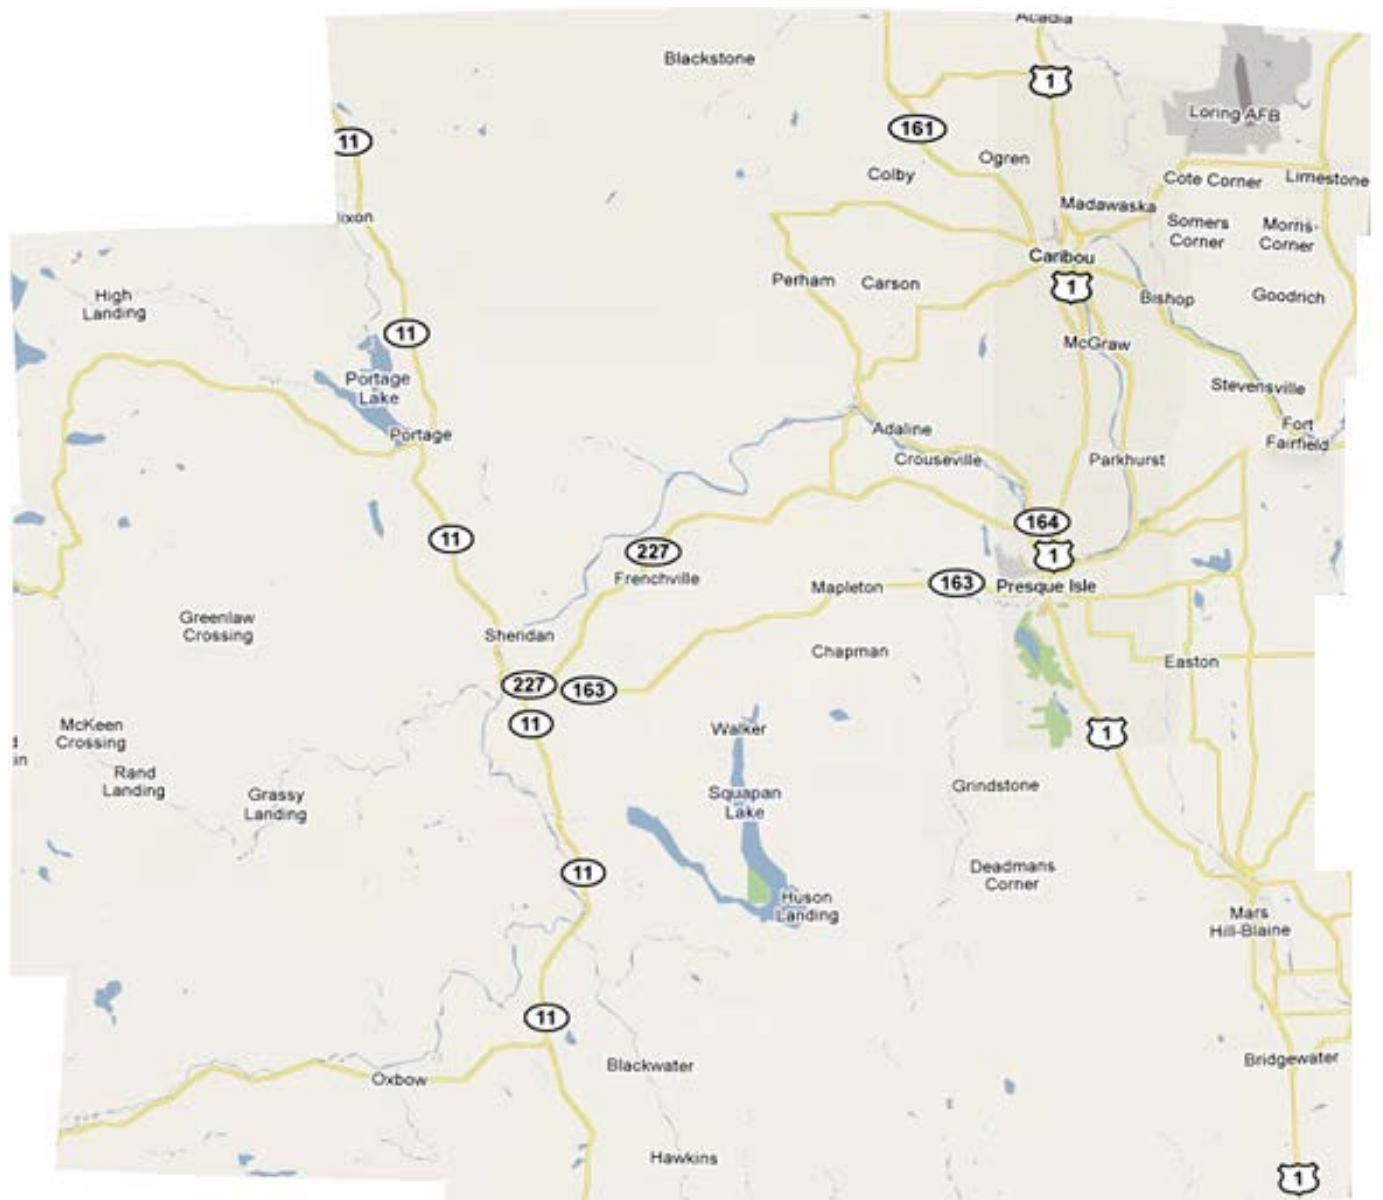 Acadia
Blackstone
1
Loring AFB
161
11
Ogren
Colby
Cote Corner
Limestone
Madawaska
ixon
Somers
Corner
Morris-
Corner
Caribou
Perham
Carson
1
Bishop
Goodrich
High
Landing
11
McGraw
Portage
Lake
Stevensville
Portage
Adaline
Fort
Fairfield
Crouseville
Parkhurst
164
11
227
1
Frenchville
Mapleton
163
Presque Isle
Greenlaw
Crossing
Sheridan
Chapman
Easton
227
163
11
McKeen
Crossing
Walker
1
in
Rand
Landing
Grassy
Landing
Squapan
Lake
Grindstone
11
Deadmans
Corner
Huson
Landing
Mars
Hill-Blaine
11
Blackwater
Bridgewater
Oxbow
Hawkins
1